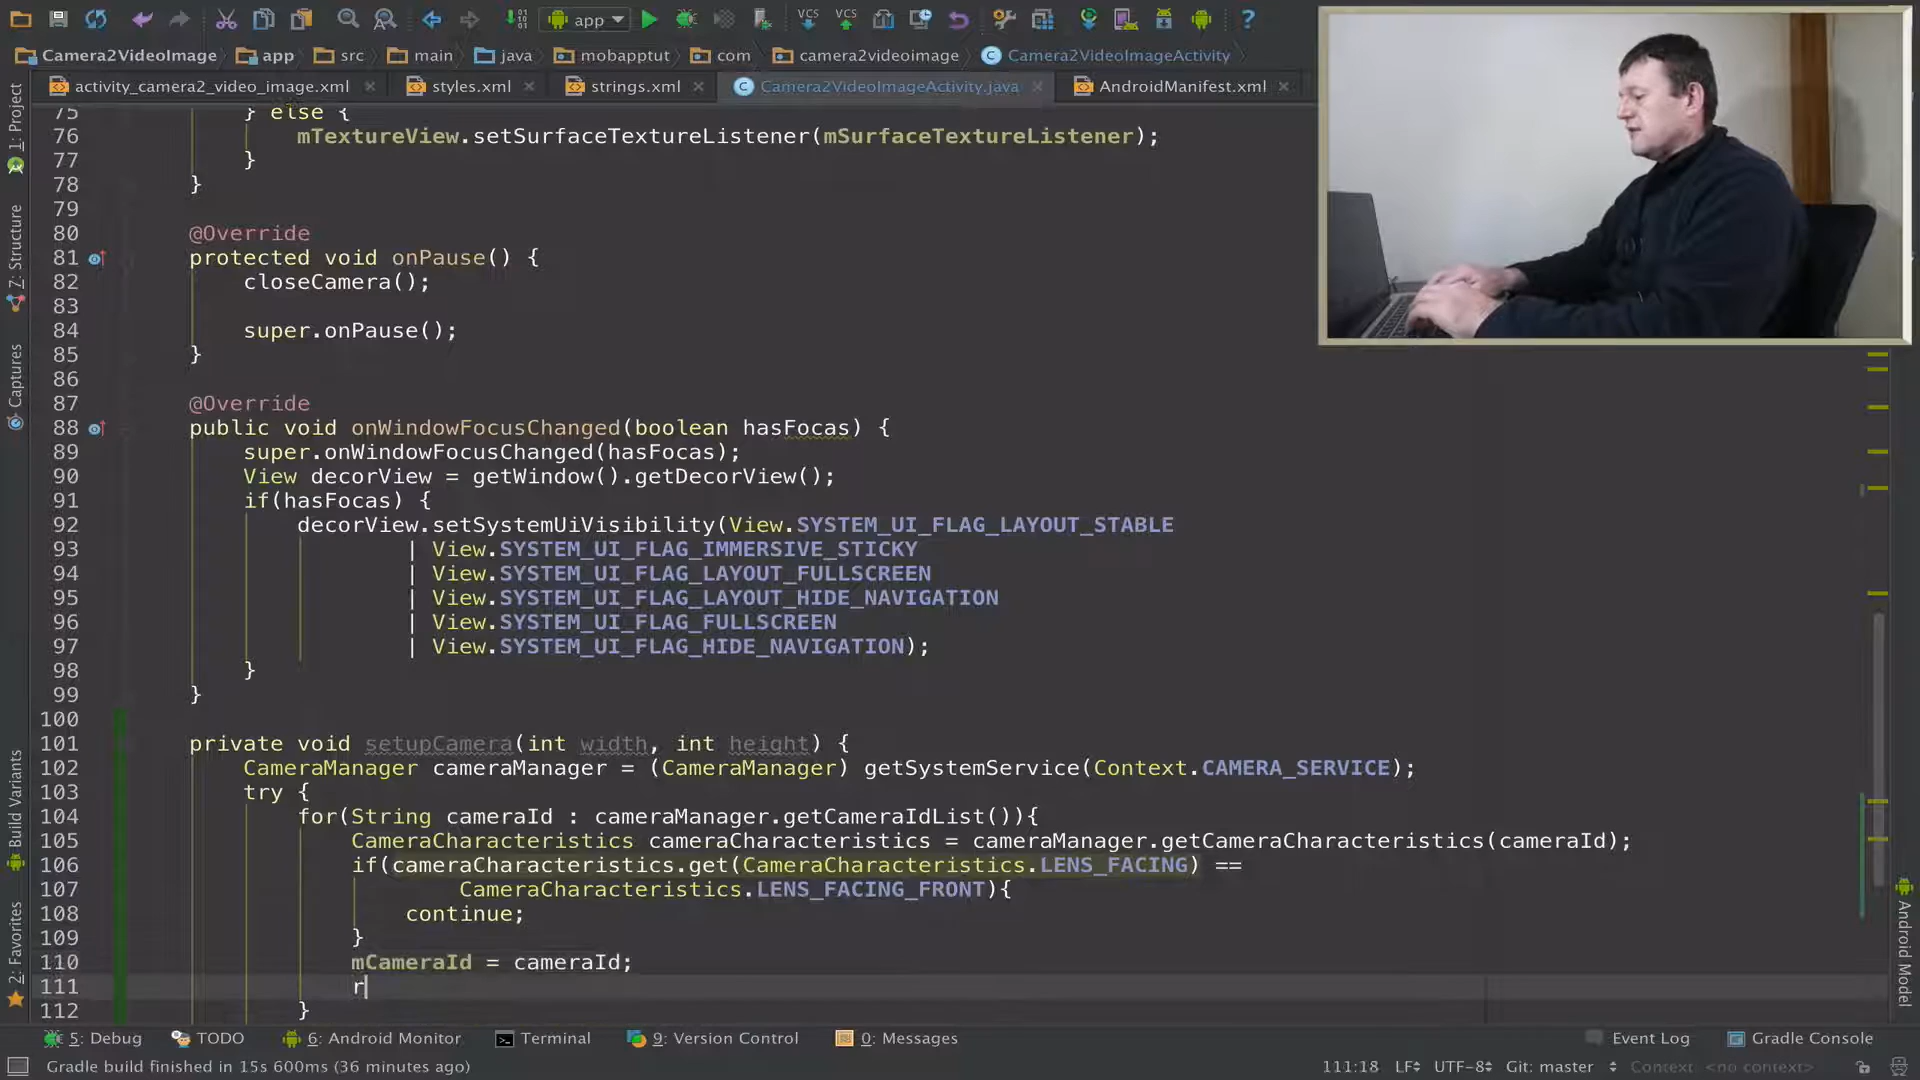 app
Camera2VideoImage app src main java mobapptut com camera2videoimage Camera2VideoImageActivity
activity_camera2_video_image.xml styles.xml strings.xml Camera2VideoImageActivity.java AndroidManifest.xml
1: Project
7: Structure
Captures
Build Variants
2: Favorites
75 } else {
76 mTextureView.setSurfaceTextureListener(mSurfaceTextureListener);
77 }
78 }
79
80 @Override
81 protected void onPause() {
82 closeCamera();
83
84 super.onPause();
85 }
86
87 @Override
88 public void onWindowFocusChanged(boolean hasFocas) {
89 super.onWindowFocusChanged(hasFocas);
90 View decorView = getWindow().getDecorView();
91 if(hasFocas) {
92 decorView.setSystemUiVisibility(View.SYSTEM_UI_FLAG_LAYOUT_STABLE
93 | View.SYSTEM_UI_FLAG_IMMERSIVE_STICKY
94 | View.SYSTEM_UI_FLAG_LAYOUT_FULLSCREEN
95 | View.SYSTEM_UI_FLAG_LAYOUT_HIDE_NAVIGATION
96 | View.SYSTEM_UI_FLAG_FULLSCREEN
97 | View.SYSTEM_UI_FLAG_HIDE_NAVIGATION);
98 }
99 }
100
101 private void setupCamera(int width, int height) {
102 CameraManager cameraManager = (CameraManager) getSystemService(Context.CAMERA_SERVICE);
103 try {
104 for(String cameraId : cameraManager.getCameraIdList()){
105 CameraCharacteristics cameraCharacteristics = cameraManager.getCameraCharacteristics(cameraId);
106 if(cameraCharacteristics.get(CameraCharacteristics.LENS_FACING) ==
107 CameraCharacteristics.LENS_FACING_FRONT){
108 continue;
109 }
110 mCameraId = cameraId;
111 r
112 }
Android Model
5: Debug TODO 6: Android Monitor Terminal 9: Version Control 0: Messages Event Log Gradle Console
Gradle build finished in 15s 600ms (36 minutes ago) 111:18 LF UTF-8 Git: master Context: <no context>